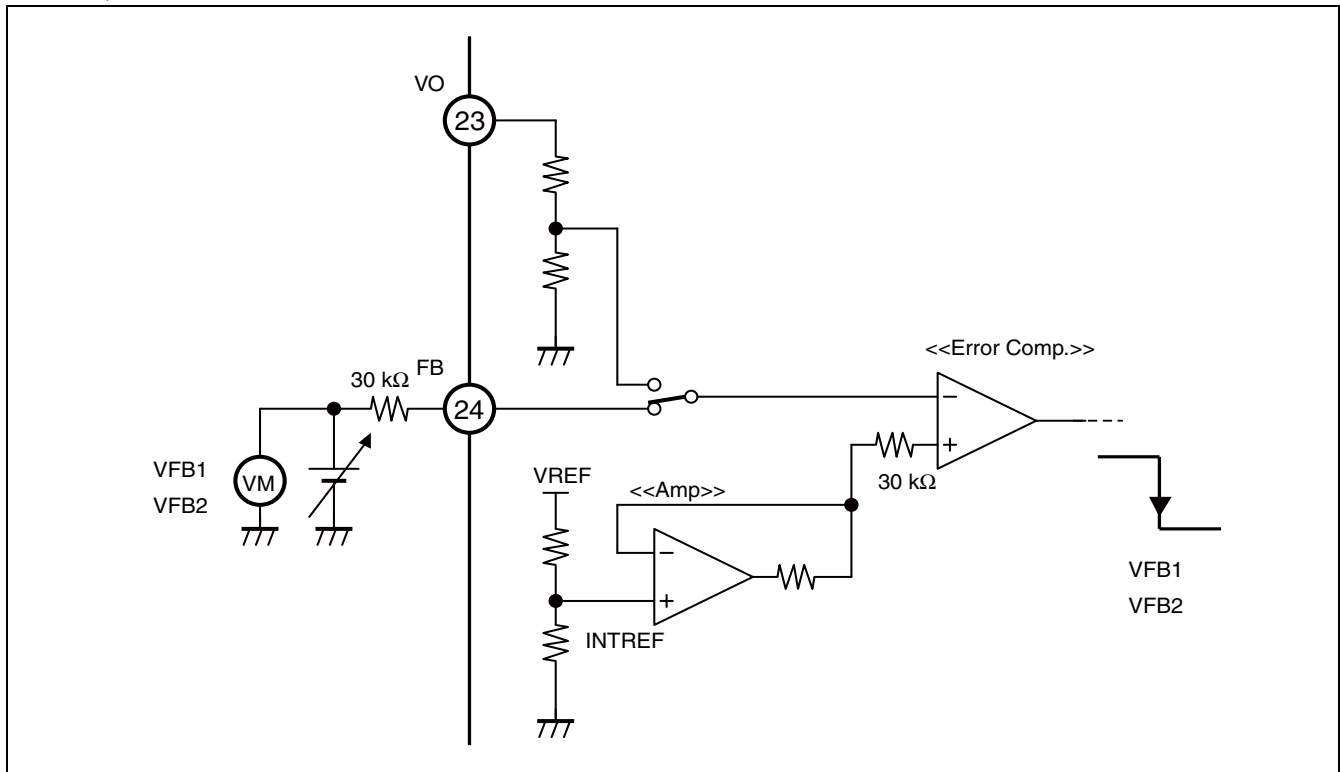 VO
23
FB
30 kΩ
24
<<Error Comp.>>
−
+
30 kΩ
VFB1
VFB2
VM
VREF
<<Amp>>
−
+
INTREF
VFB1
VFB2